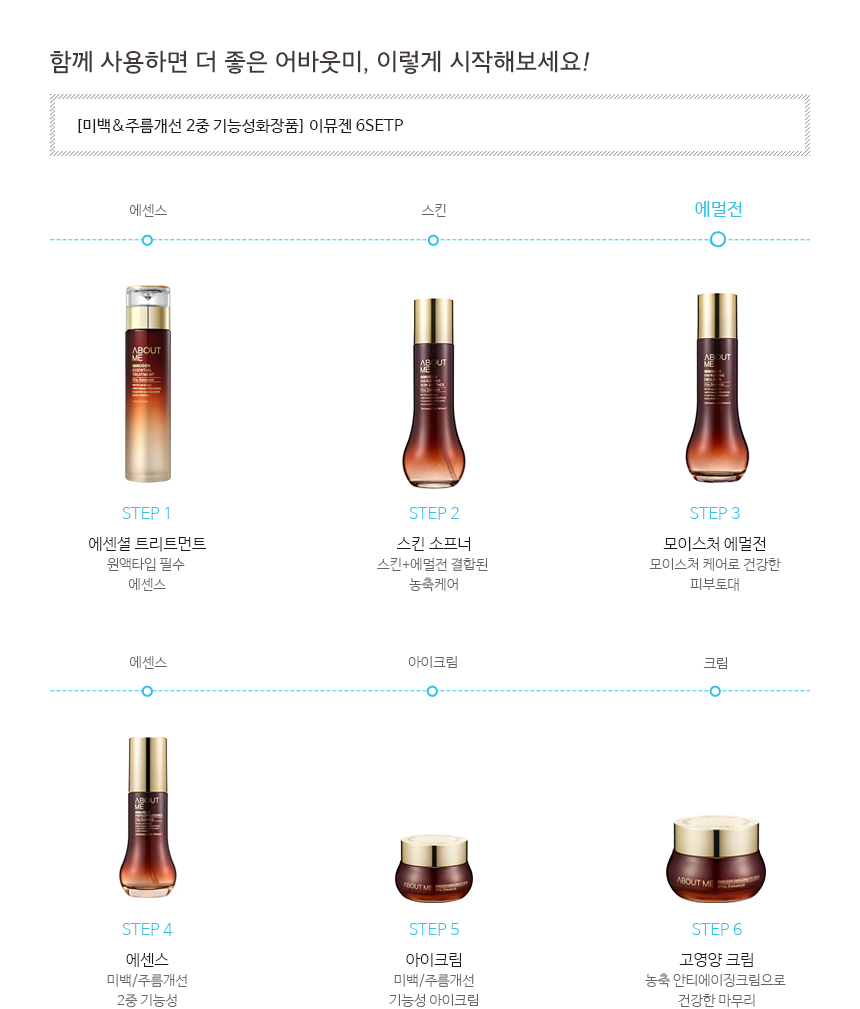 함께 사용하면 더 좋은 어바웃미, 이렇게 시작해보세요!
[미백&주름개선 2중 기능성화장품] 이뮤젠 6SETP
에센스
스킨
에멀전
ABOUT
ME
IMMUGEN
ESSENTIAL
TREATMENT
ABOUT
ME
ABOUT
ME
STEP 1
STEP 2
STEP 3
에센셜 트리트먼트
스킨 소프너
모이스처 에멀전
원액타입 필수
스킨+에멀전 결합된
모이스처 케어로 건강한
에센스
농축케어
피부토대
에센스
아이크림
크림
ABOUT
ME
ABOUT ME
ABOUT ME
STEP 4
STEP 5
STEP 6
에센스
아이크림
고영양 크림
미백/주름개선
미백/주름개선
농축 안티에이징크림으로
2중 기능성
기능성 아이크림
건강한 마무리